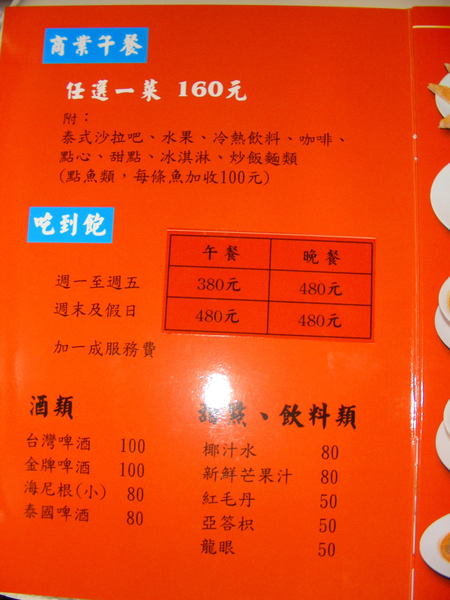 商業午餐
任選一菜 160元
附：
泰式沙拉吧、水果、冷熱飲料、咖啡、
點心、甜點、冰淇淋、炒飯麵類
(點魚類，每條魚加收100元)
吃到飽
午餐 晚餐
週一至週五 380元 480元
週末及假日 480元 480元
加一成服務費
酒類
台灣啤酒 100
金牌啤酒 100
海尼根(小) 80
泰國啤酒 80
甜點、飲料類
椰汁水 80
新鮮芒果汁 80
紅毛丹 50
亞答枳 50
龍眼 50